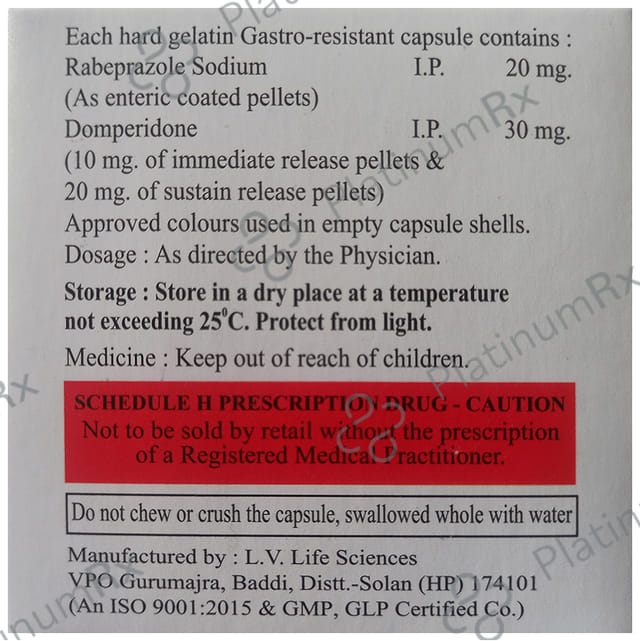 Each hard gelatin Gastro-resistant capsule contains :
Rabeprazole Sodium I.P. 20 mg.
(As enteric coated pellets)
Domperidone I.P. 30 mg.
(10 mg. of immediate release pellets &
20 mg. of sustain release pellets)
Approved colours used in empty capsule shells.
Dosage : As directed by the Physician.
Storage : Store in a dry place at a temperature
not exceeding 25⁰C. Protect from light.
Medicine : Keep out of reach of children.
SCHEDULE H PRESCRIPTION DRUG - CAUTION
Not to be sold by retail without the prescription
of a Registered Medical Practitioner.
Do not chew or crush the capsule, swallowed whole with water
Manufactured by : L.V. Life Sciences
VPO Gurumajra, Baddi, Distt.-Solan (HP) 174101
(An ISO 9001:2015 & GMP, GLP Certified Co.)
PlatinumRx
PlatinumRx
PlatinumRx
PlatinumRx